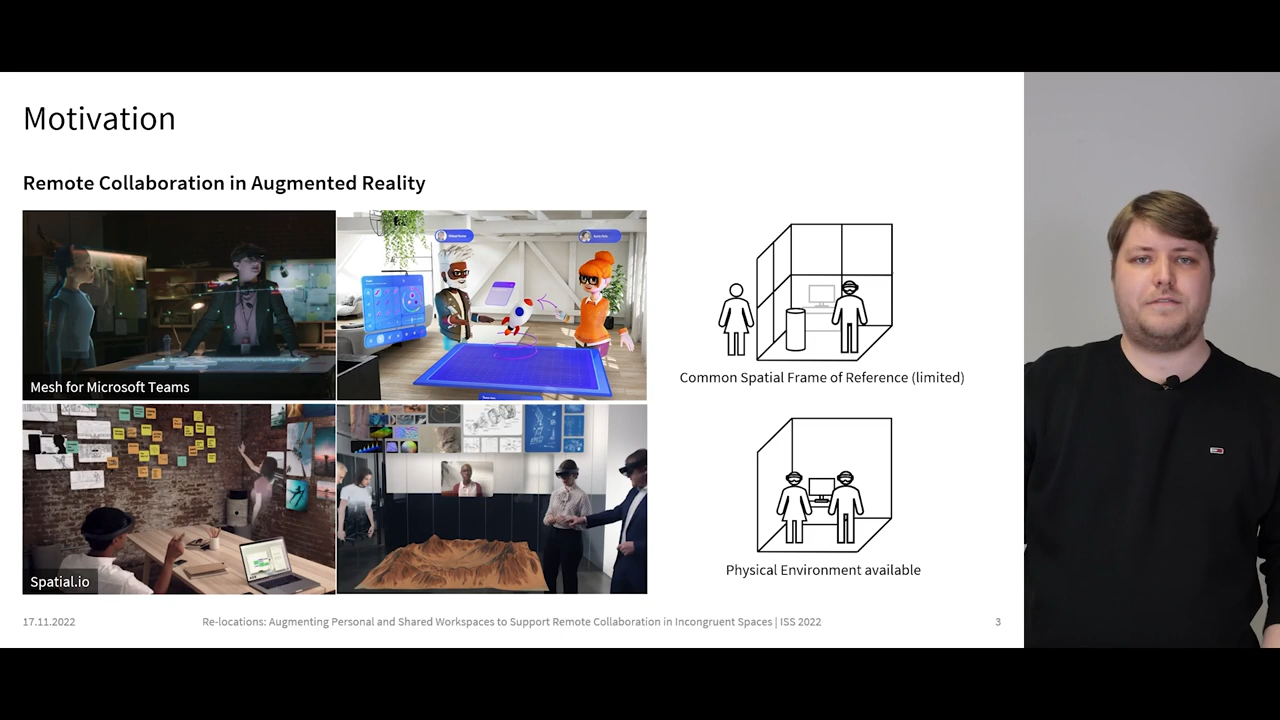 Motivation
Remote Collaboration in Augmented Reality
Mesh for Microsoft Teams
Common Spatial Frame of Reference (limited)
Spatial.io
Physical Environment available
17.11.2022
Re-locations: Augmenting Personal and Shared Workspaces to Support Remote Collaboration in Incongruent Spaces | ISS 2022
3